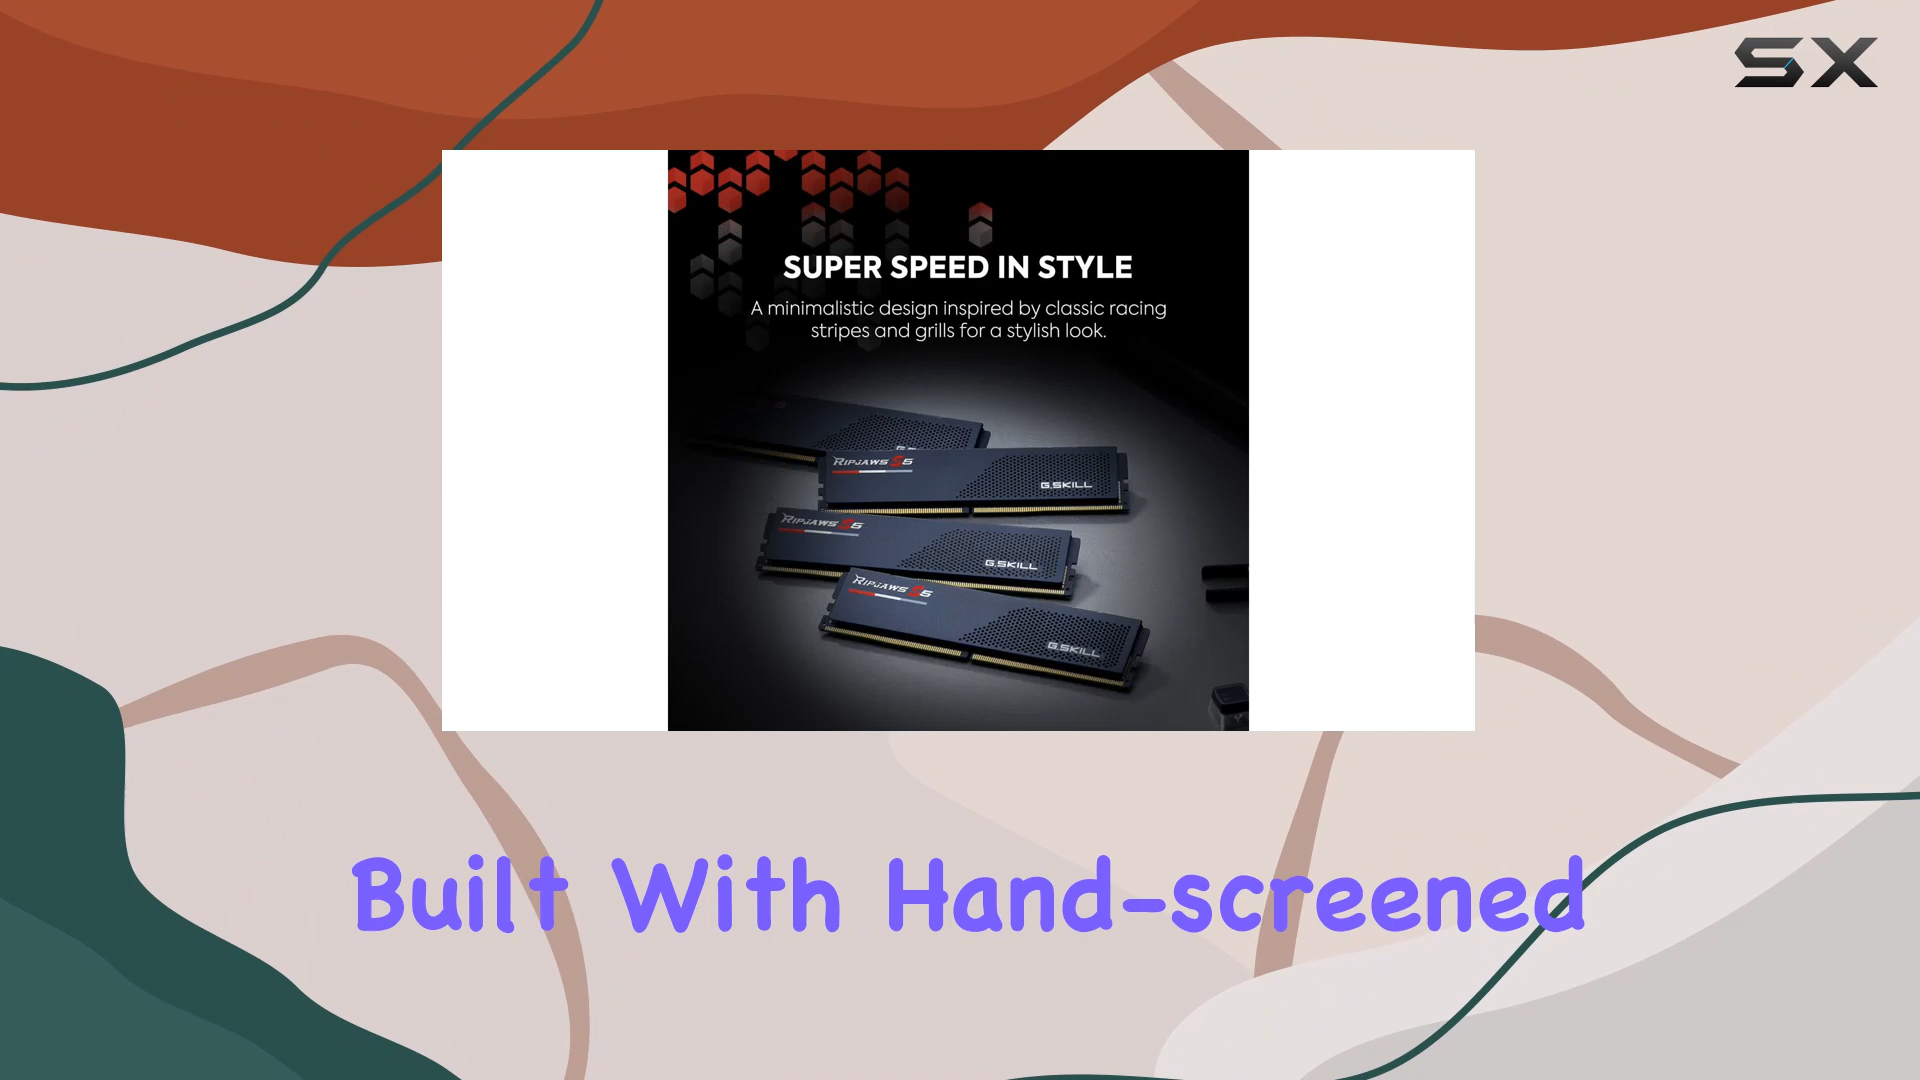 SX
SUPER SPEED IN STYLE
A minimalistic design inspired by classic racing
stripes and grills for a stylish look.
RIPJAWS S5
G.SKILL
RIPJAWS S5
G.SKILL
RIPJAWS S5
G.SKILL
Built With Hand-screened